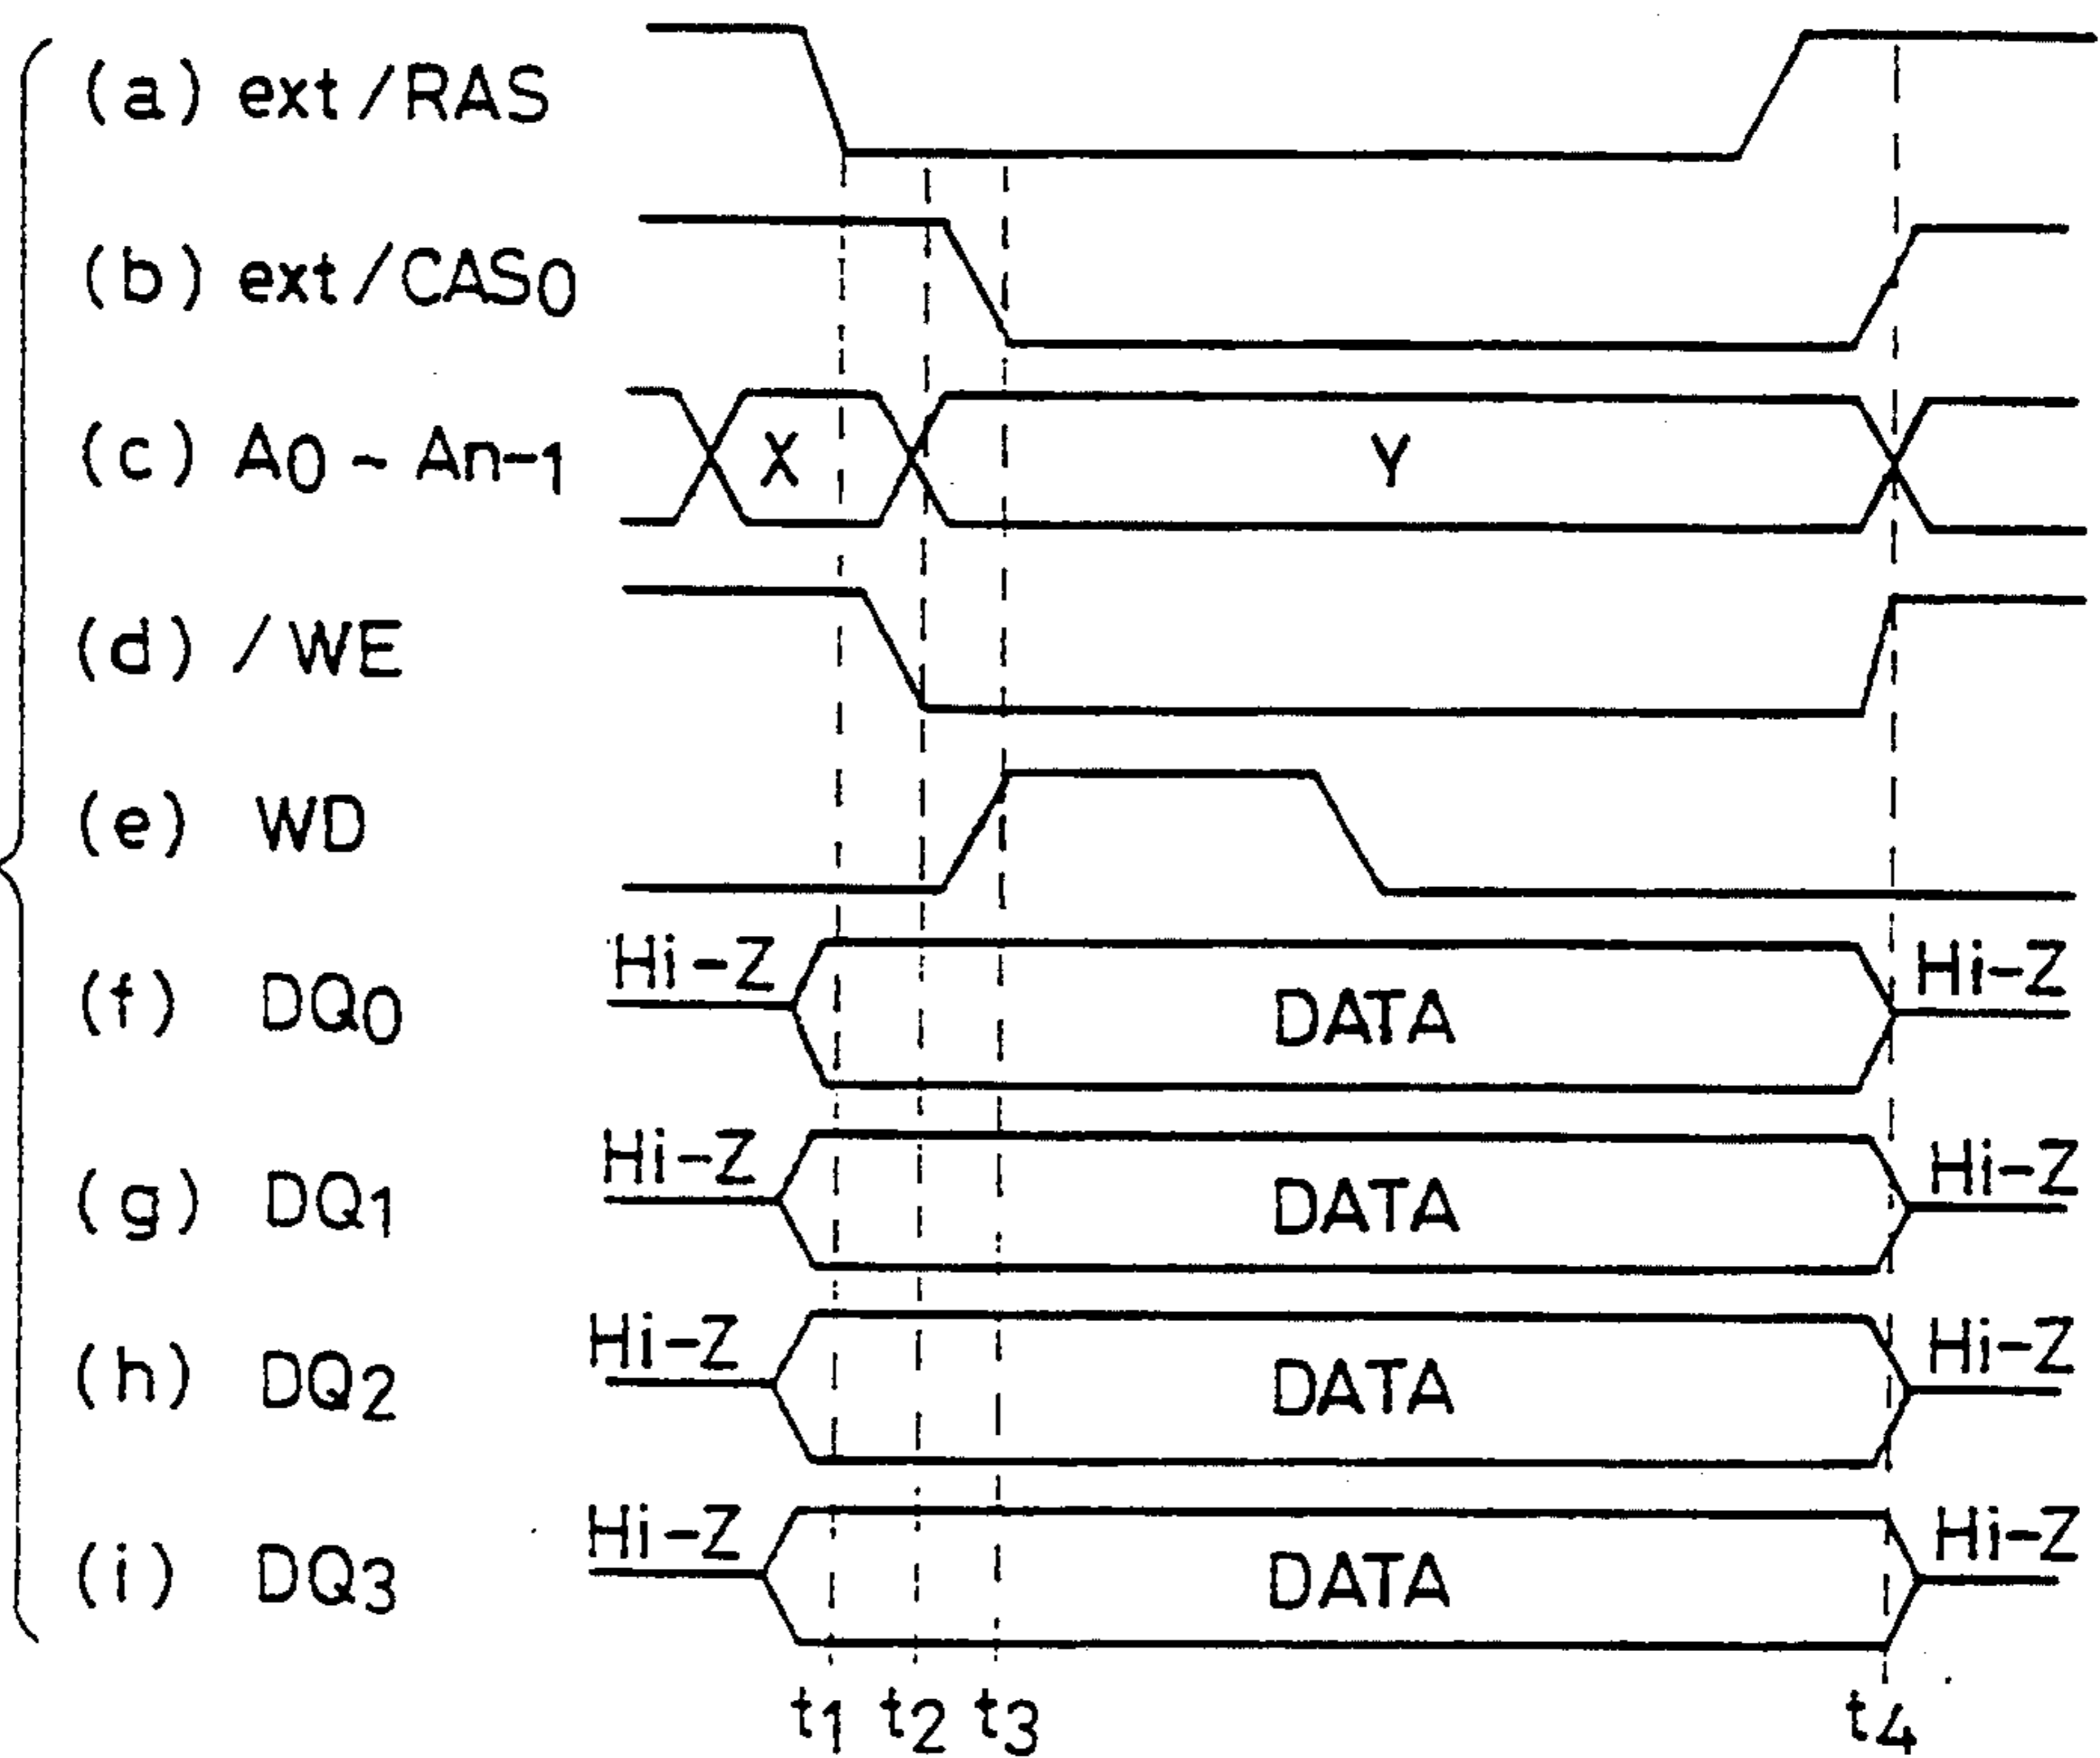 (a) ext/RAS
(b) ext/CAS0
(c) A0 ~ An-1 X Y
(d) /WE
(e) WD
(f) DQ0 Hi-Z DATA Hi-Z
(g) DQ1 Hi-Z DATA Hi-Z
(h) DQ2 Hi-Z DATA Hi-Z
(i) DQ3 Hi-Z DATA Hi-Z
t1 t2 t3 t4